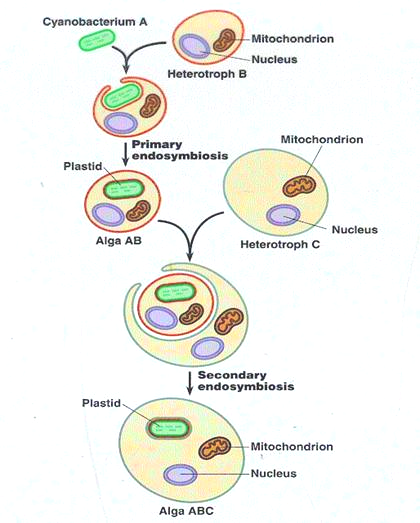 Cyanobacterium A
Mitochondrion
Nucleus
Heterotroph B
Primary
endosymbiosis
Mitochondrion
Plastid
Nucleus
Alga AB
Heterotroph C
Secondary
endosymbiosis
Plastid
Mitochondrion
Nucleus
Alga ABC